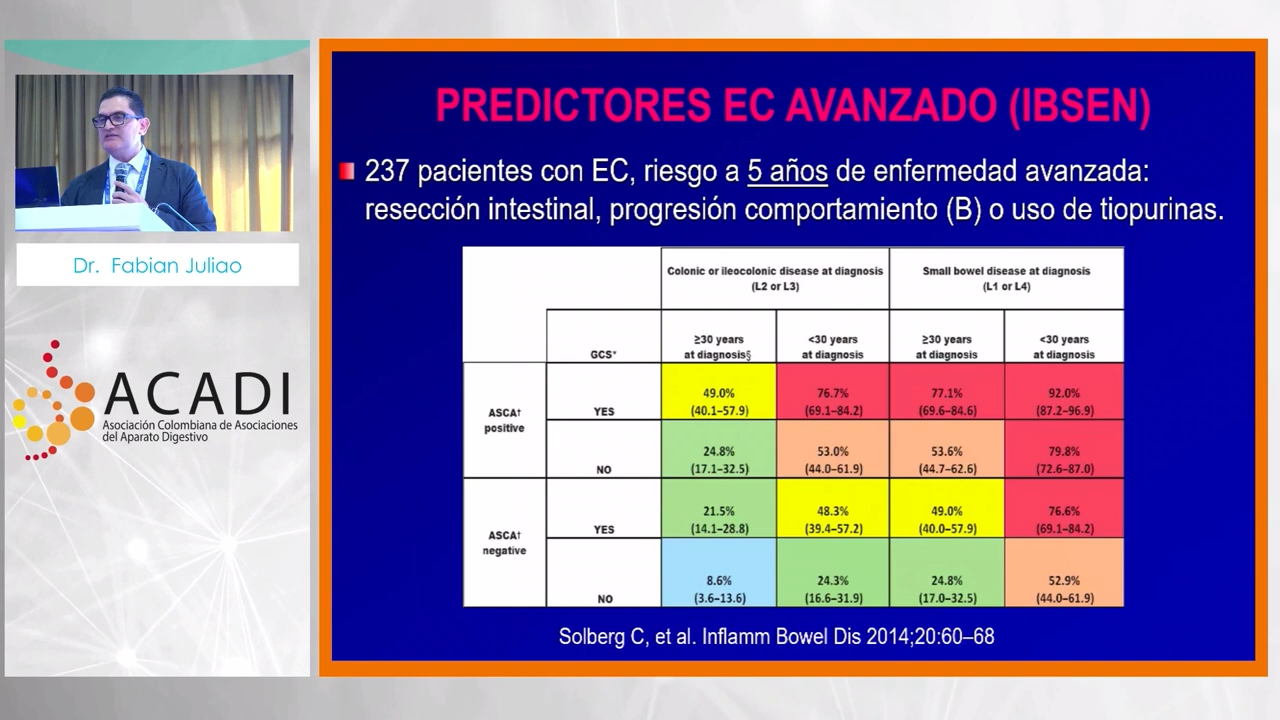 Dr. Fabian Juliao
ACADI
Asociación Colombiana de Asociaciones
del Aparato Digestivo
PREDICTORES EC AVANZADO (IBSEN)
237 pacientes con EC, riesgo a 5 años de enfermedad avanzada:
resección intestinal, progresión comportamiento (B) o uso de tiopurinas.
Colonic or ileocolonic disease at diagnosis
(L2 or L3)
Small bowel disease at diagnosis
(L1 or L4)
GCS*
≥30 years
at diagnosis§
<30 years
at diagnosis
≥30 years
at diagnosis
<30 years
at diagnosis
ASCA†
positive
YES
49.0%
(40.1–57.9)
76.7%
(69.1–84.2)
77.1%
(69.6–84.6)
92.0%
(87.2–96.9)
NO
24.8%
(17.1–32.5)
53.0%
(44.0–61.9)
53.6%
(44.7–62.6)
79.8%
(72.6–87.0)
ASCA†
negative
YES
21.5%
(14.1–28.8)
48.3%
(39.4–57.2)
49.0%
(40.0–57.9)
76.6%
(69.1–84.2)
NO
8.6%
(3.6–13.6)
24.3%
(16.6–31.9)
24.8%
(17.0–32.5)
52.9%
(44.0–61.9)
Solberg C, et al. Inflamm Bowel Dis 2014;20:60–68